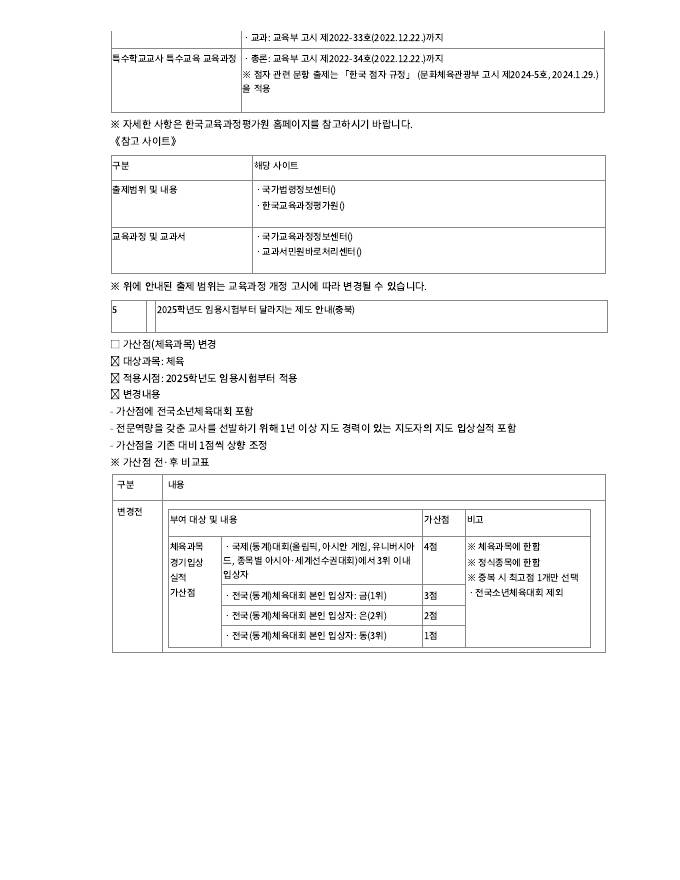 · 교과: 교육부 고시 제2022-33호(2022.12.22.)까지
특수학교교사 특수교육 교육과정
· 총론: 교육부 고시 제2022-34호(2022.12.22.)까지
※ 점자 관련 문항 출제는 「한국 점자 규정」 (문화체육관광부 고시 제2024-5호, 2024.1.29.)
을 적용
※ 자세한 사항은 한국교육과정평가원 홈페이지를 참고하시기 바랍니다.
《참고 사이트》
구분
해당 사이트
출제범위 및 내용
· 국가법령정보센터()
· 한국교육과정평가원()
교육과정 및 교과서
· 국가교육과정정보센터()
· 교과서민원바로처리센터()
※ 위에 안내된 출제 범위는 교육과정 개정 고시에 따라 변경될 수 있습니다.
5
2025학년도 임용시험부터 달라지는 제도 안내(충북)
□ 가산점(체육과목) 변경
☒ 대상과목: 체육
☒ 적용시점: 2025학년도 임용시험부터 적용
☒ 변경내용
- 가산점에 전국소년체육대회 포함
- 전문역량을 갖춘 교사를 선발하기 위해 1년 이상 지도 경력이 있는 지도자의 지도 입상실적 포함
- 가산점을 기존 대비 1점씩 상향 조정
※ 가산점 전·후 비교표
구분
내용
변경전
부여 대상 및 내용
가산점
비고
체육과목
경기입상
실적
가산점
· 국제(동계)대회(올림픽, 아시안 게임, 유니버시아
드, 종목별 아시아·세계선수권대회)에서 3위 이내
입상자
4점
· 전국(동계)체육대회 본인 입상자: 금(1위)
3점
· 전국(동계)체육대회 본인 입상자: 은(2위)
2점
· 전국(동계)체육대회 본인 입상자: 동(3위)
1점
※ 체육과목에 한함
※ 정식종목에 한함
※ 중복 시 최고점 1개만 선택
· 전국소년체육대회 제외